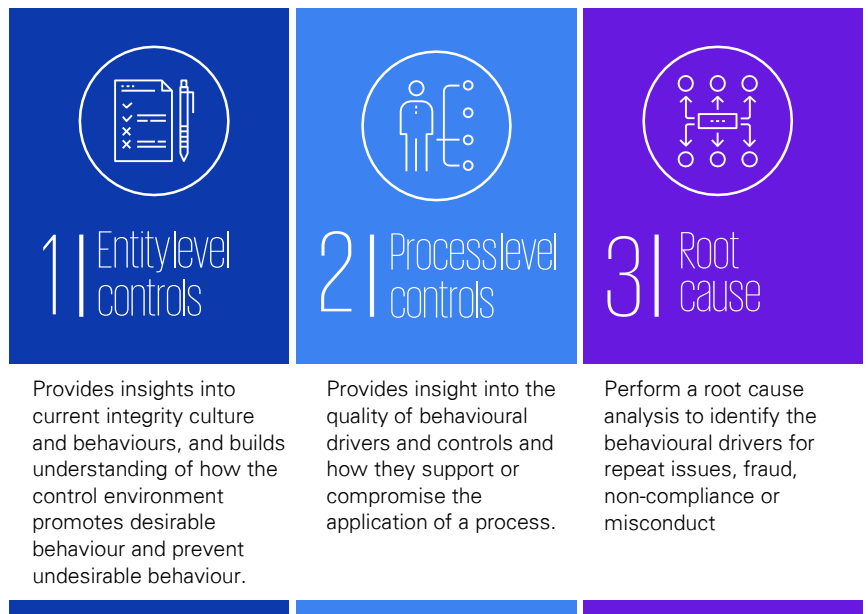 1 Entity level
controls
Provides insights into
current integrity culture
and behaviours, and builds
understanding of how the
control environment
promotes desirable
behaviour and prevent
undesirable behaviour.
2 Process level
controls
Provides insight into the
quality of behavioural
drivers and controls and
how they support or
compromise the
application of a process.
3 Root
cause
Perform a root cause
analysis to identify the
behavioural drivers for
repeat issues, fraud,
non-compliance or
misconduct